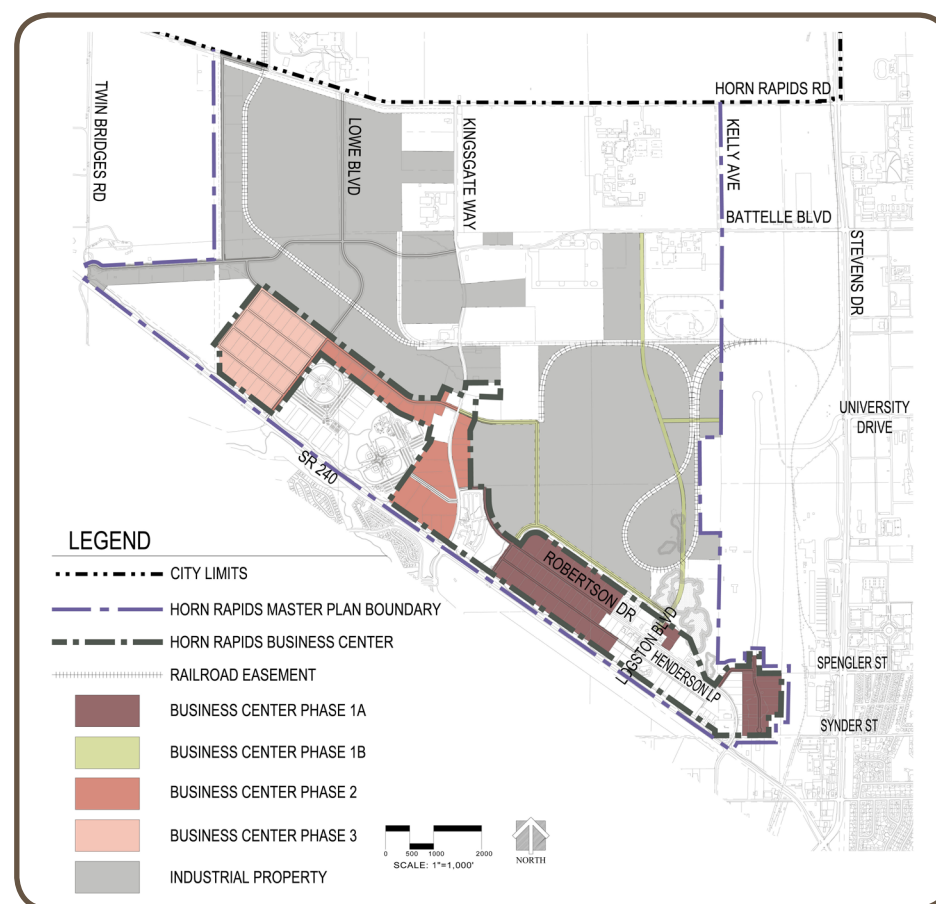 HORN RAPIDS RD
TWIN BRIDGES RD
LOWE BLVD
KINGSGATE WAY
KELLY AVE
BATTELLE BLVD
STEVENS DR
UNIVERSITY
DRIVE
SR 240
ROBERTSON DR
LOGSTON BLVD
HENDERSON LP
SPENGLER ST
SYNDER ST
LEGEND
CITY LIMITS
HORN RAPIDS MASTER PLAN BOUNDARY
HORN RAPIDS BUSINESS CENTER
RAILROAD EASEMENT
BUSINESS CENTER PHASE 1A
BUSINESS CENTER PHASE 1B
BUSINESS CENTER PHASE 2
BUSINESS CENTER PHASE 3
INDUSTRIAL PROPERTY
0 500 1000 2000
SCALE: 1"=1,000'
NORTH